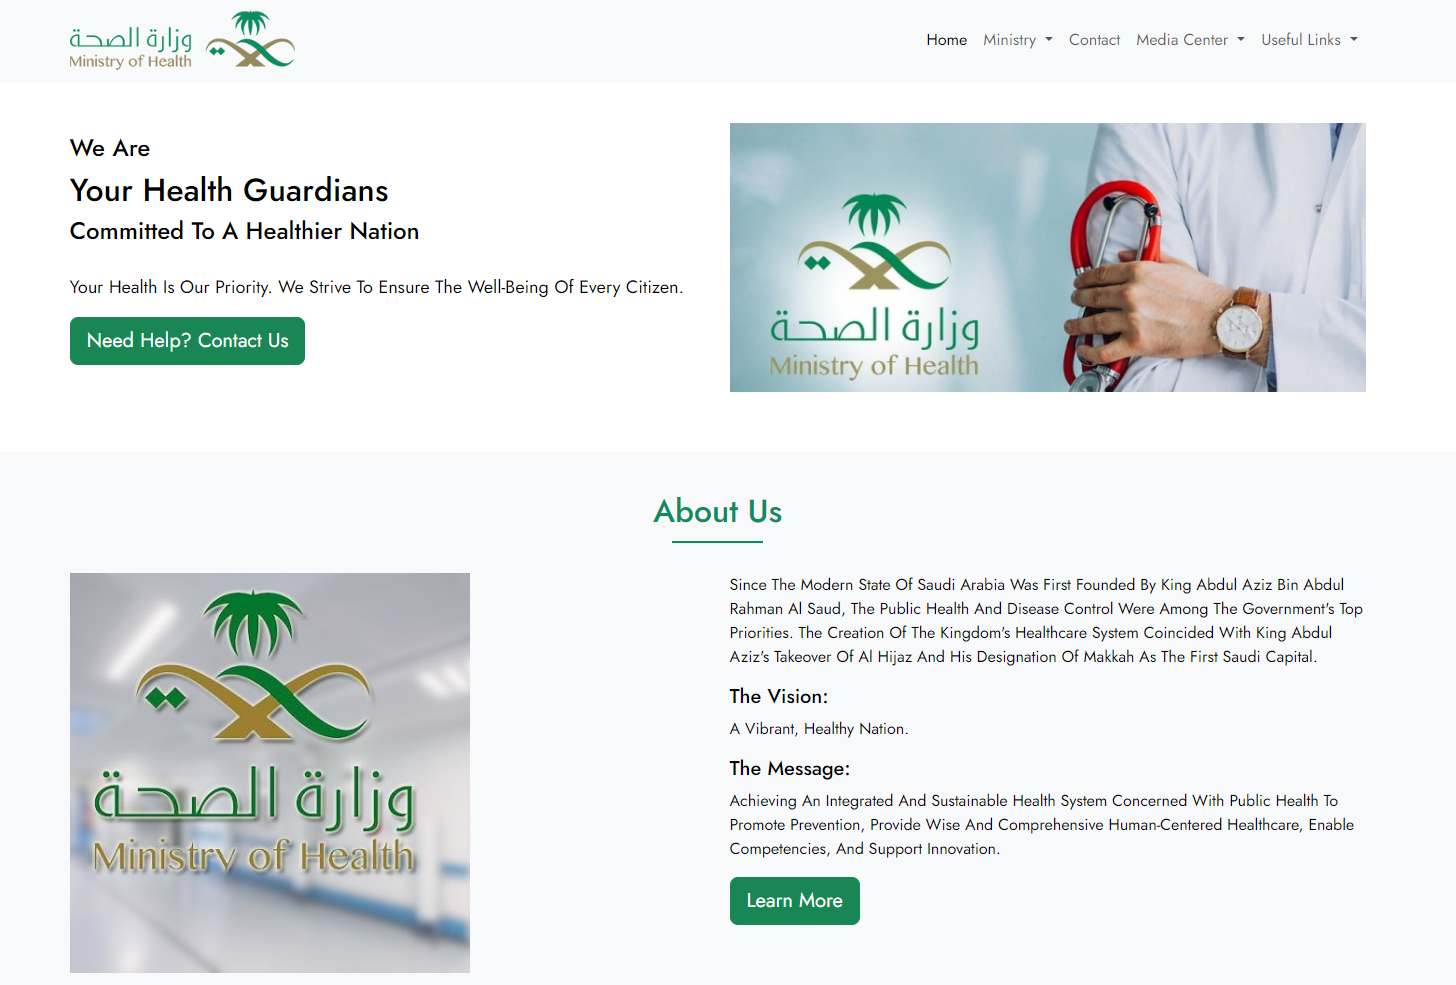 وزارة الصحة
Ministry of Health
Home Ministry Contact Media Center Useful Links
We Are
Your Health Guardians
Committed To A Healthier Nation
Your Health Is Our Priority. We Strive To Ensure The Well-Being Of Every Citizen.
Need Help? Contact Us
وزارة الصحة
Ministry of Health
About Us
وزارة الصحة
Ministry of Health
Since The Modern State Of Saudi Arabia Was First Founded By King Abdul Aziz Bin Abdul
Rahman Al Saud, The Public Health And Disease Control Were Among The Government's Top
Priorities. The Creation Of The Kingdom's Healthcare System Coincided With King Abdul
Aziz's Takeover Of Al Hijaz And His Designation Of Makkah As The First Saudi Capital.
The Vision:
A Vibrant, Healthy Nation.
The Message:
Achieving An Integrated And Sustainable Health System Concerned With Public Health To
Promote Prevention, Provide Wise And Comprehensive Human-Centered Healthcare, Enable
Competencies, And Support Innovation.
Learn More